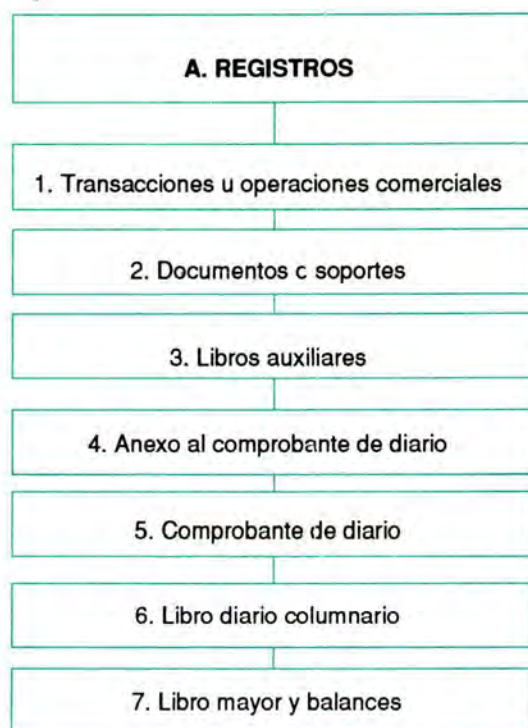 A. REGISTROS
1. Transacciones u operaciones comerciales
2. Documentos c soportes
3. Libros auxiliares
4. Anexo al comprobante de diario
5. Comprobante de diario
6. Libro diario columnario
7. Libro mayor y balances